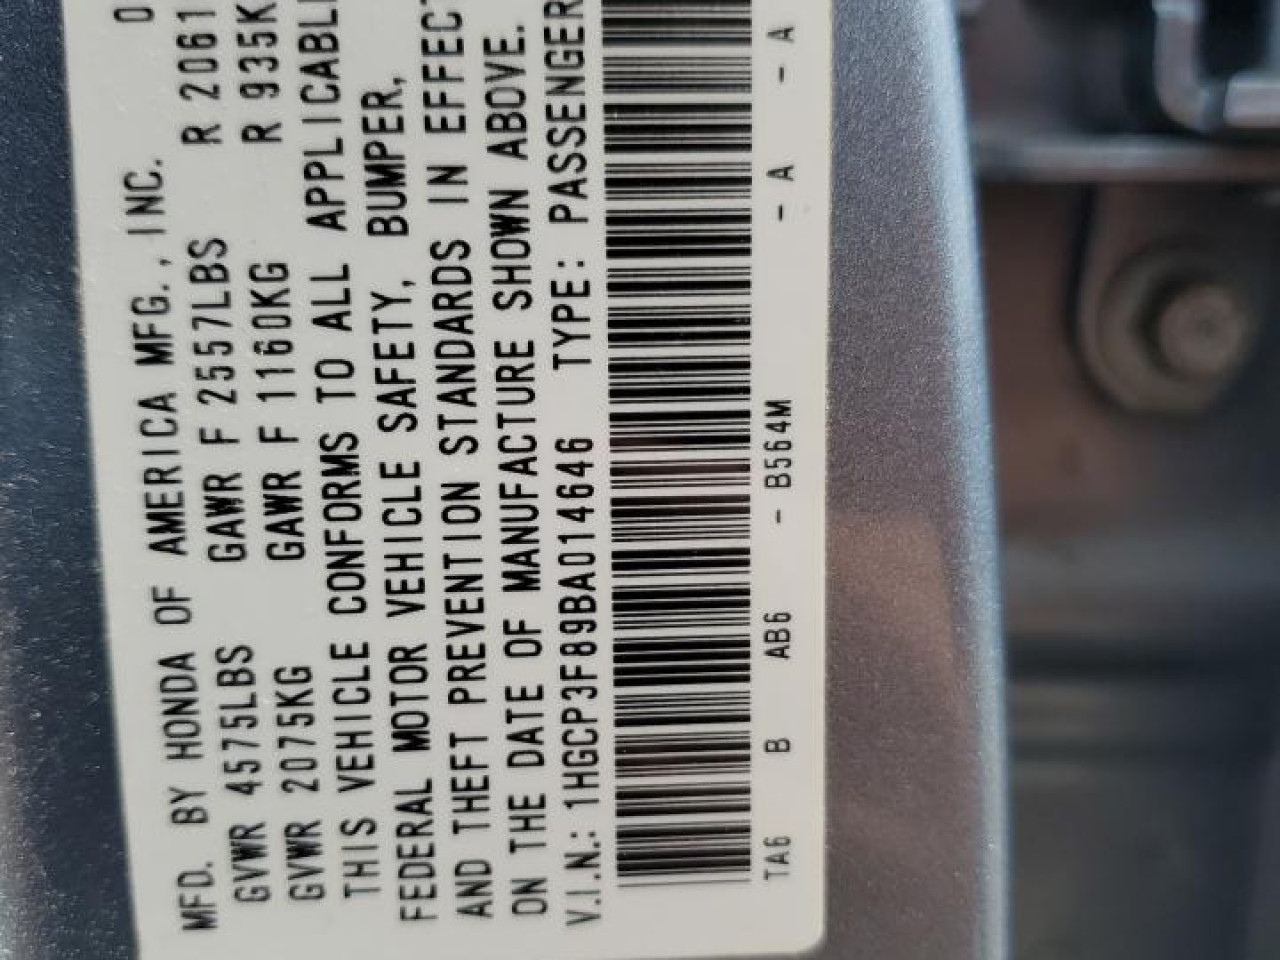 MFD. BY HONDA OF AMERICA MFG., INC. 0
GVWR 4575LBS GAWR F 2557LBS R 2061
GVWR 2075KG GAWR F 1160KG R 935K
THIS VEHICLE CONFORMS TO ALL APPLICABL
FEDERAL MOTOR VEHICLE SAFETY, BUMPER,
AND THEFT PREVENTION STANDARDS IN EFFECT
ON THE DATE OF MANUFACTURE SHOWN ABOVE.
V.I.N.: 1HGCP3F89BA014646 TYPE: PASSENGER
TA6 B AB6 - B564M - A - A